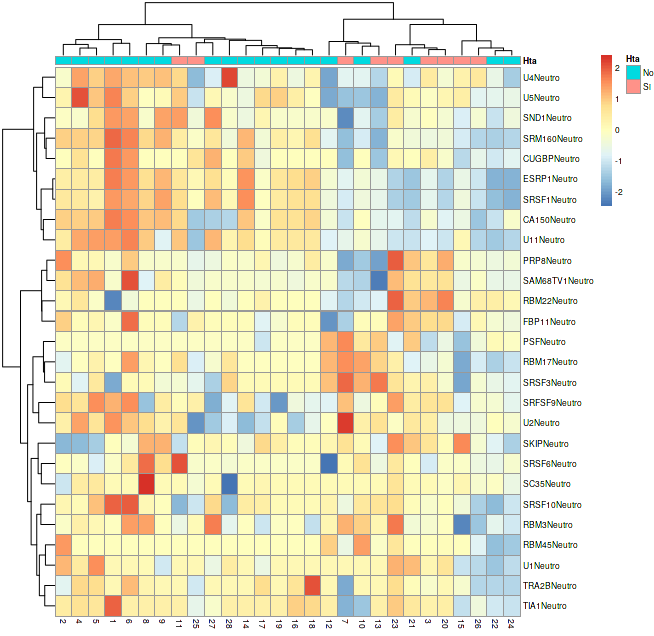 Hta
U4Neutro
U5Neutro
SND1Neutro
SRM160Neutro
CUGBPNeutro
ESRP1Neutro
SRSF1Neutro
CA150Neutro
U11Neutro
PRP8Neutro
SAM68TV1Neutro
RBM22Neutro
FBP11Neutro
PSFNeutro
RBM17Neutro
SRSF3Neutro
SRFSF9Neutro
U2Neutro
SKIPNeutro
SRSF6Neutro
SC35Neutro
SRSF10Neutro
RBM3Neutro
RBM45Neutro
U1Neutro
TRA2BNeutro
TIA1Neutro
2 4 5 1 6 8 9 11 25 27 28 14 17 19 16 18 12 7 10 13 23 21 3 20 15 26 22 24
2
1
0
-1
-2
Hta
No
Si